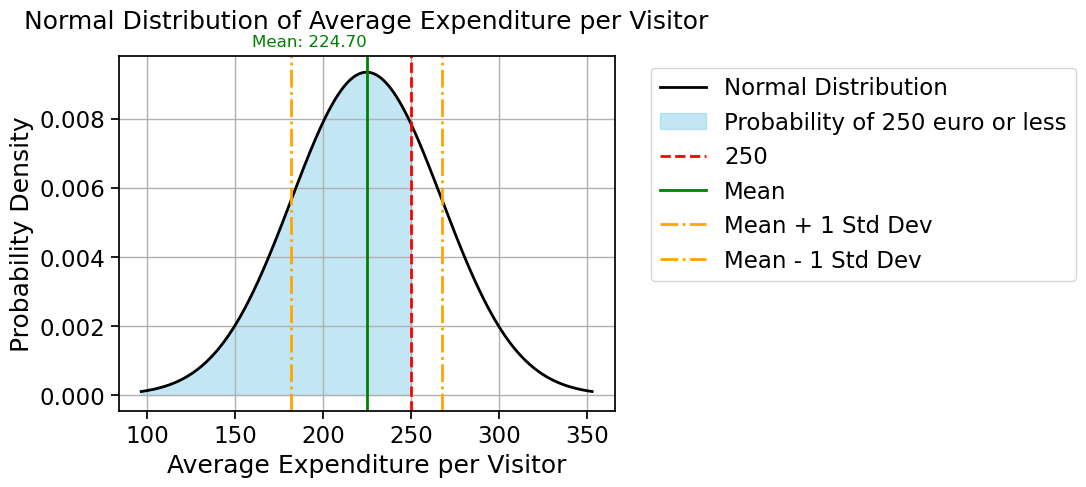 Normal Distribution of Average Expenditure per Visitor
Mean: 224.70
Probability Density
0.008
0.006
0.004
0.002
0.000
100 150 200 250 300 350
Average Expenditure per Visitor
Normal Distribution
Probability of 250 euro or less
250
Mean
Mean + 1 Std Dev
Mean - 1 Std Dev